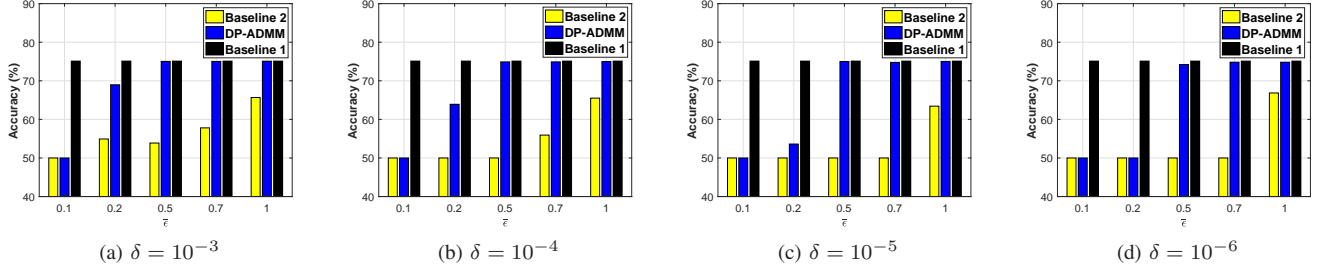 90
80
70
60
50
40
Accuracy (%)
0.1 0.2 0.5 0.7 1
ε̄
Baseline 2
DP-ADMM
Baseline 1
(a) δ = 10⁻³
90
80
70
60
50
40
Accuracy (%)
0.1 0.2 0.5 0.7 1
ε̄
Baseline 2
DP-ADMM
Baseline 1
(b) δ = 10⁻⁴
90
80
70
60
50
40
Accuracy (%)
0.1 0.2 0.5 0.7 1
ε̄
Baseline 2
DP-ADMM
Baseline 1
(c) δ = 10⁻⁵
90
80
70
60
50
40
Accuracy (%)
0.1 0.2 0.5 0.7 1
ε̄
Baseline 2
DP-ADMM
Baseline 1
(d) δ = 10⁻⁶